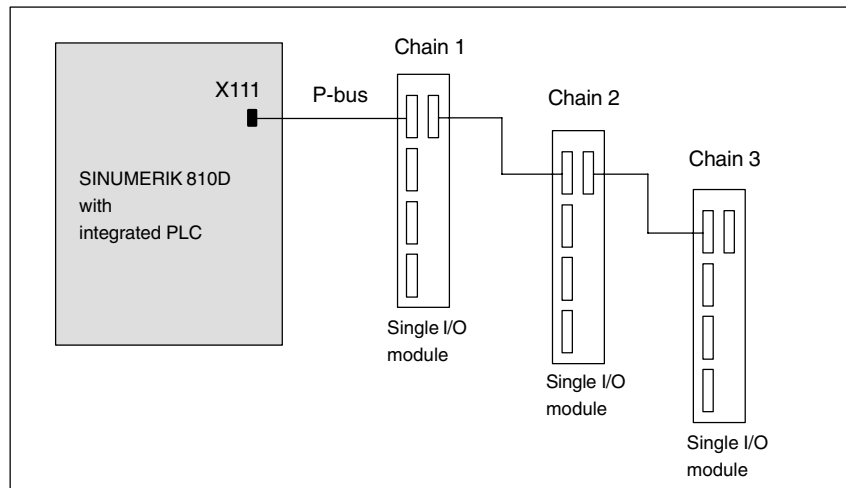 Chain 1
X111
P-bus
Chain 2
Chain 3
SINUMERIK 810D
with
integrated PLC
Single I/O
module
Single I/O
module
Single I/O
module